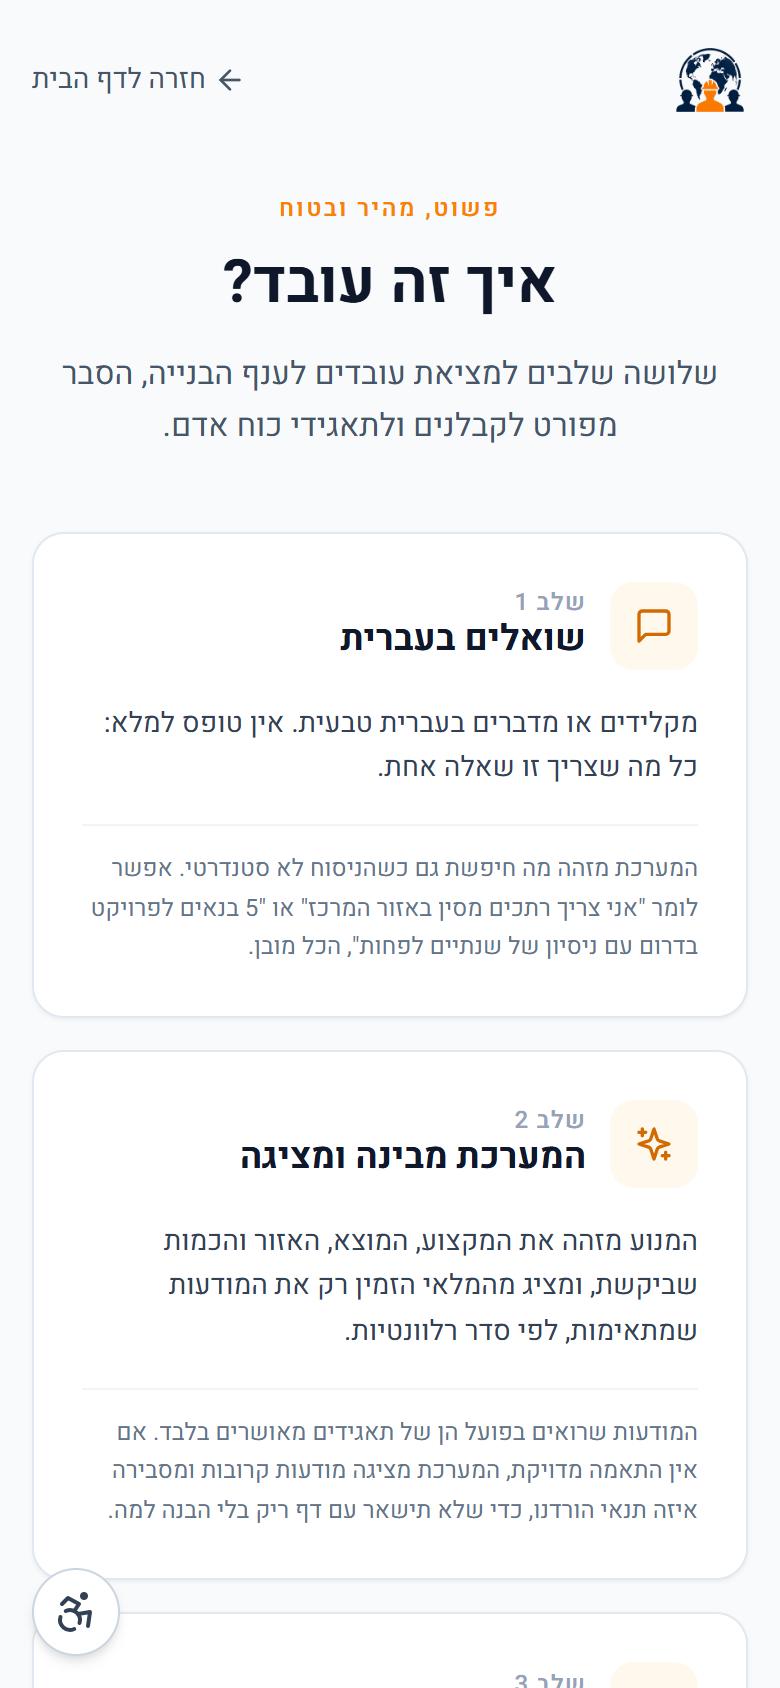 חזרה לדף הבית
פשוט, מהיר ובטוח
איך זה עובד?
שלושה שלבים למציאת עובדים לענף הבנייה, הסבר
מפורט לקבלנים ולתאגידי כוח אדם.
שלב 1
שואלים בעברית
מקלידים או מדברים בעברית טבעית. אין טופס למלא:
כל מה שצריך זו שאלה אחת.
המערכת מזהה מה חיפשת גם כשהניסוח לא סטנדרטי. אפשר
לומר "אני צריך רתכים מסין באזור המרכז" או "5 בנאים לפרויקט
בדרום עם ניסיון של שנתיים לפחות", הכל מובן.
שלב 2
המערכת מבינה ומציגה
המנוע מזהה את המקצוע, המוצא, האזור והכמות
שביקשת, ומציג מהמלאי הזמין רק את המודעות
שמתאימות, לפי סדר רלוונטיות.
המודעות שרואים בפועל הן של תאגידים מאושרים בלבד. אם
אין התאמה מדויקת, המערכת מציגה מודעות קרובות ומסבירה
איזה תנאי הורדנו, כדי שלא תישאר עם דף ריק בלי הבנה למה.
שלב 3